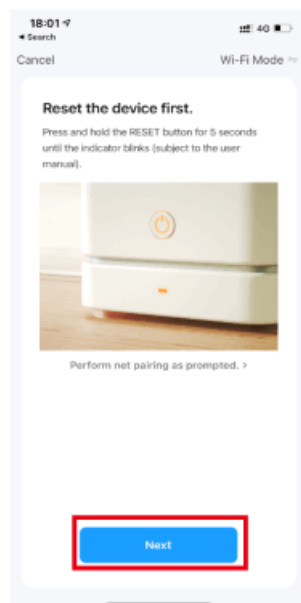 18:01
Search
4G
Cancel
Wi-Fi Mode
Reset the device first.
Press and hold the RESET button for 5 seconds
until the indicator blinks (subject to the user
manual).
Perform net pairing as prompted. >
Next